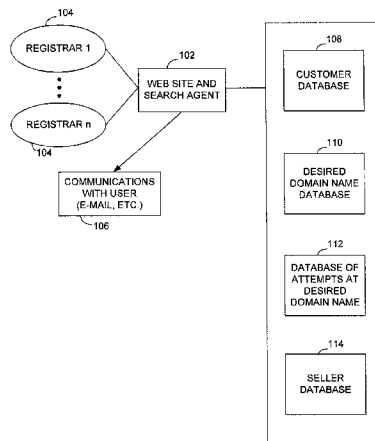 104
REGISTRAR 1
REGISTRAR n
104
102
WEB SITE AND
SEARCH AGENT
COMMUNICATIONS
WITH USER
(E-MAIL, ETC.)
106
108
CUSTOMER
DATABASE
110
DESIRED
DOMAIN NAME
DATABASE
112
DATABASE OF
ATTEMPTS AT
DESIRED
DOMAIN NAME
114
SELLER
DATABASE